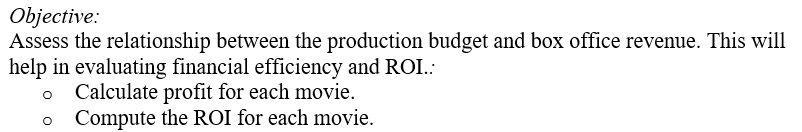 Objective:
Assess the relationship between the production budget and box office revenue. This will
help in evaluating financial efficiency and ROI.:
o Calculate profit for each movie.
o Compute the ROI for each movie.